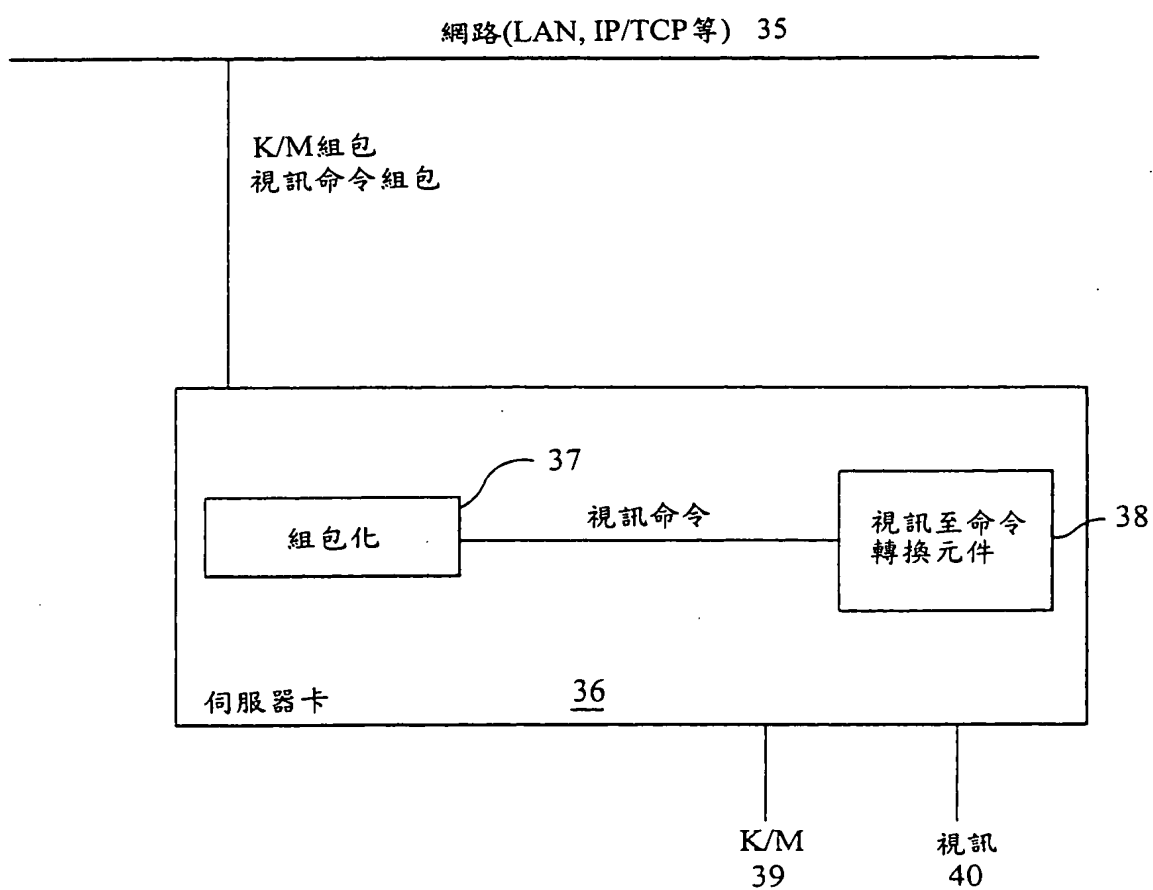 網路(LAN, IP/TCP等) 35
K/M組包
視訊命令組包
37
組包化
視訊命令
視訊至命令
轉換元件
38
伺服器卡
36
K/M
39
視訊
40